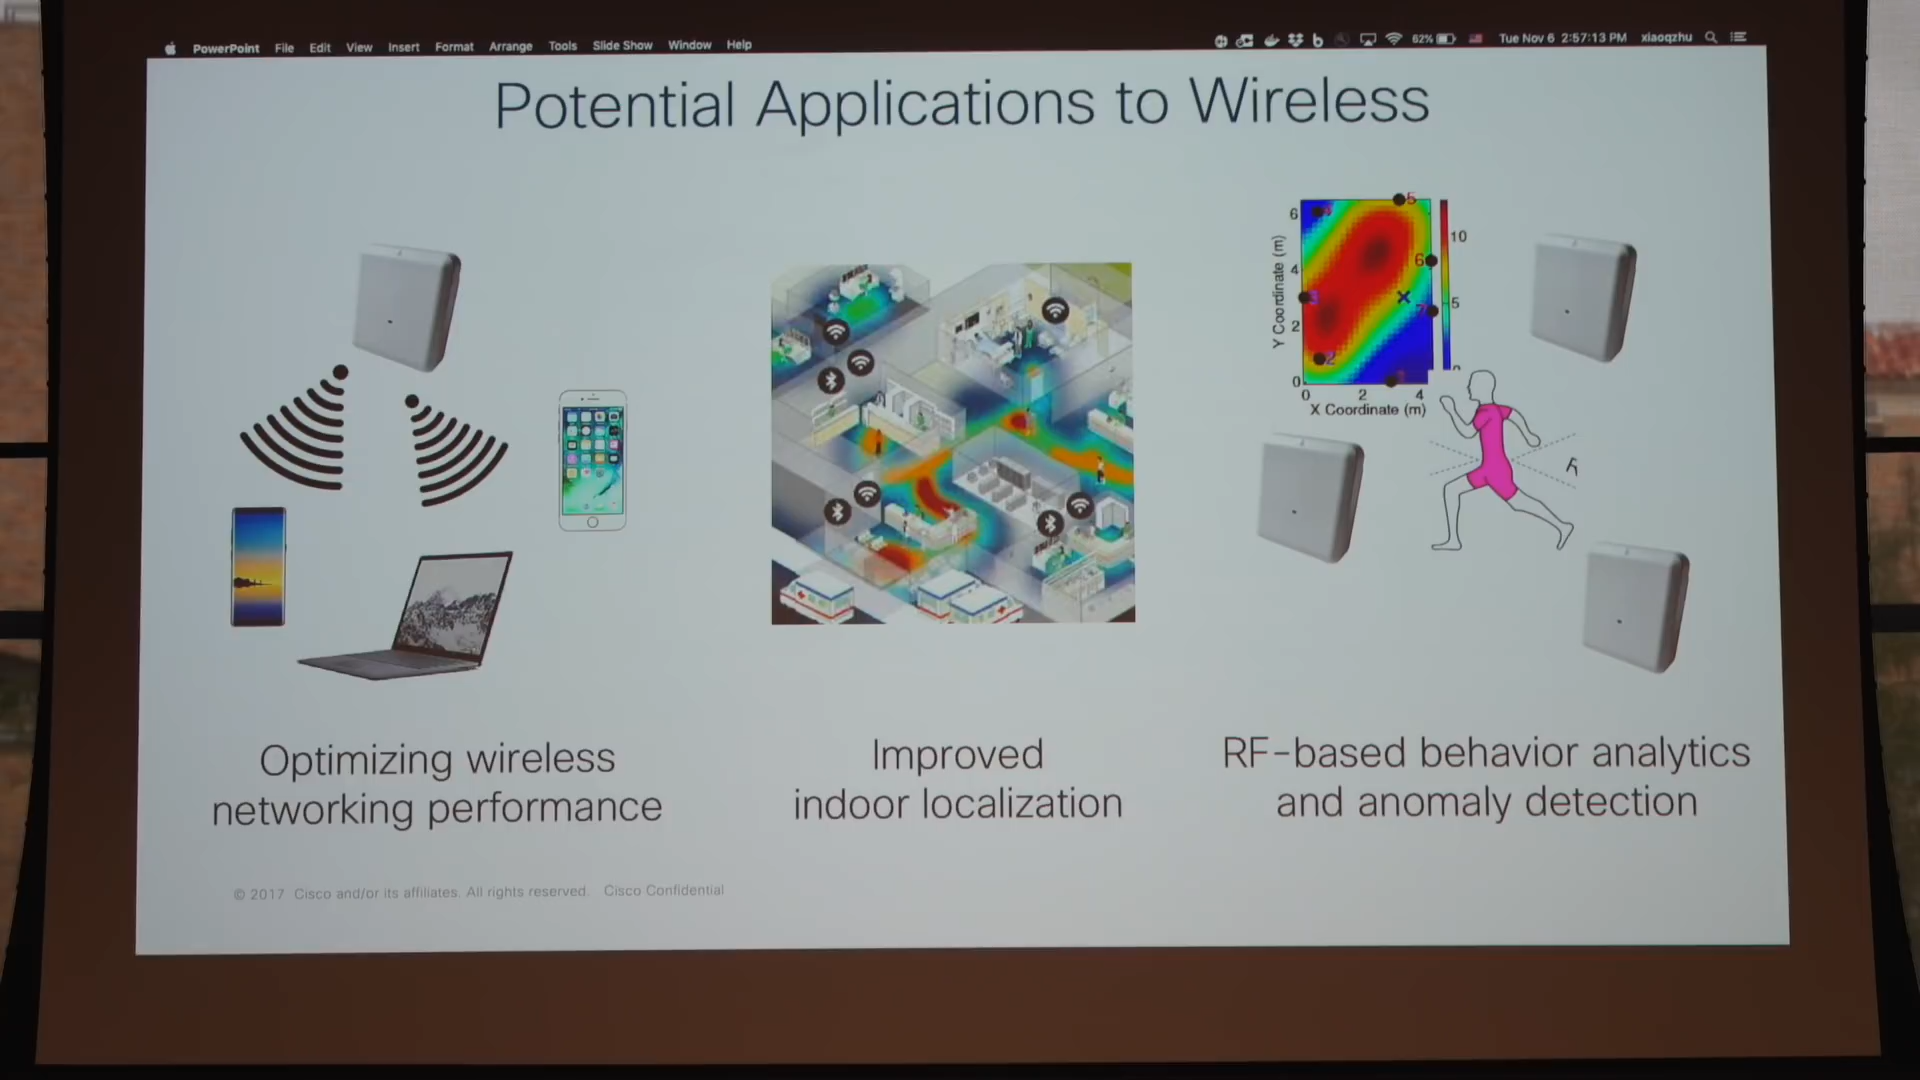 PowerPoint File Edit View Insert Format Arrange Tools Slide Show Window Help 62% Tue Nov 6 2:57:13 PM xiaoqzhu
Potential Applications to Wireless
5
10
6
6
4
5
2
2
0
0 2 4
Y Coordinate (m)
X Coordinate (m)
Optimizing wireless
networking performance
Improved
indoor localization
RF-based behavior analytics
and anomaly detection
© 2017 Cisco and/or its affiliates. All rights reserved. Cisco Confidential